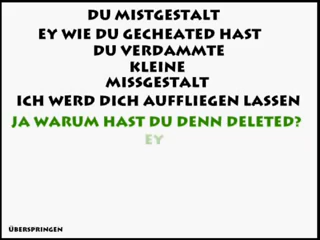 DU MISTGESTALT
EY WIE DU GECHEATED HAST
DU VERDAMMTE
KLEINE
MISSGESTALT
ICH WERD DICH AUFFLIEGEN LASSEN
JA WARUM HAST DU DENN DELETED?
EY
ÜBERSPRINGEN